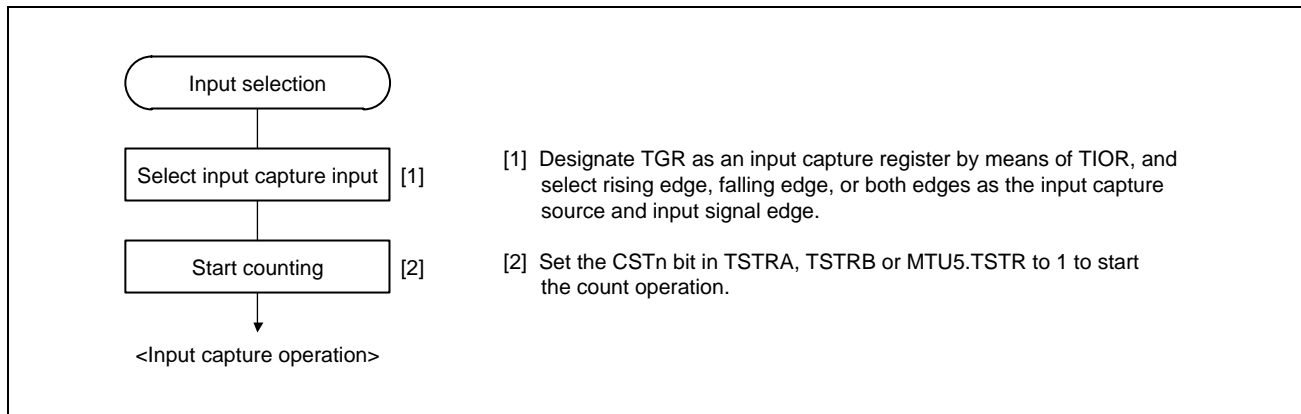 Input selection
Select input capture input
[1]
[1] Designate TGR as an input capture register by means of TIOR, and
select rising edge, falling edge, or both edges as the input capture
source and input signal edge.
Start counting
[2]
[2] Set the CSTn bit in TSTRA, TSTRB or MTU5.TSTR to 1 to start
the count operation.
<Input capture operation>